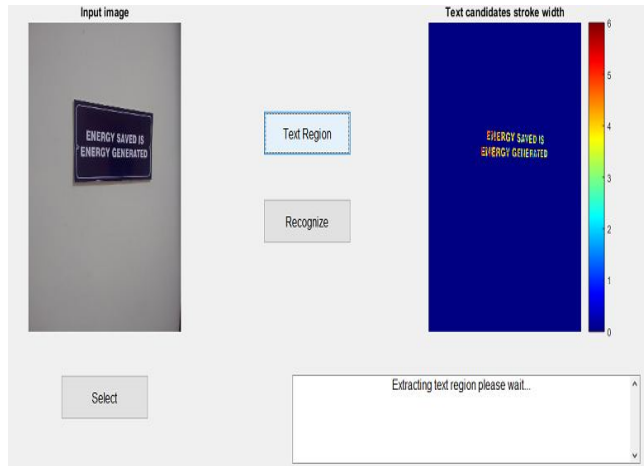 Input image
Text candidates stroke width
ENERGY SAVED IS
ENERGY GENERATED
Text Region
Recognize
ENERGY SAVED IS
ENERGY GENERATED
6
5
4
3
2
1
0
Select
Extracting text region please wait...